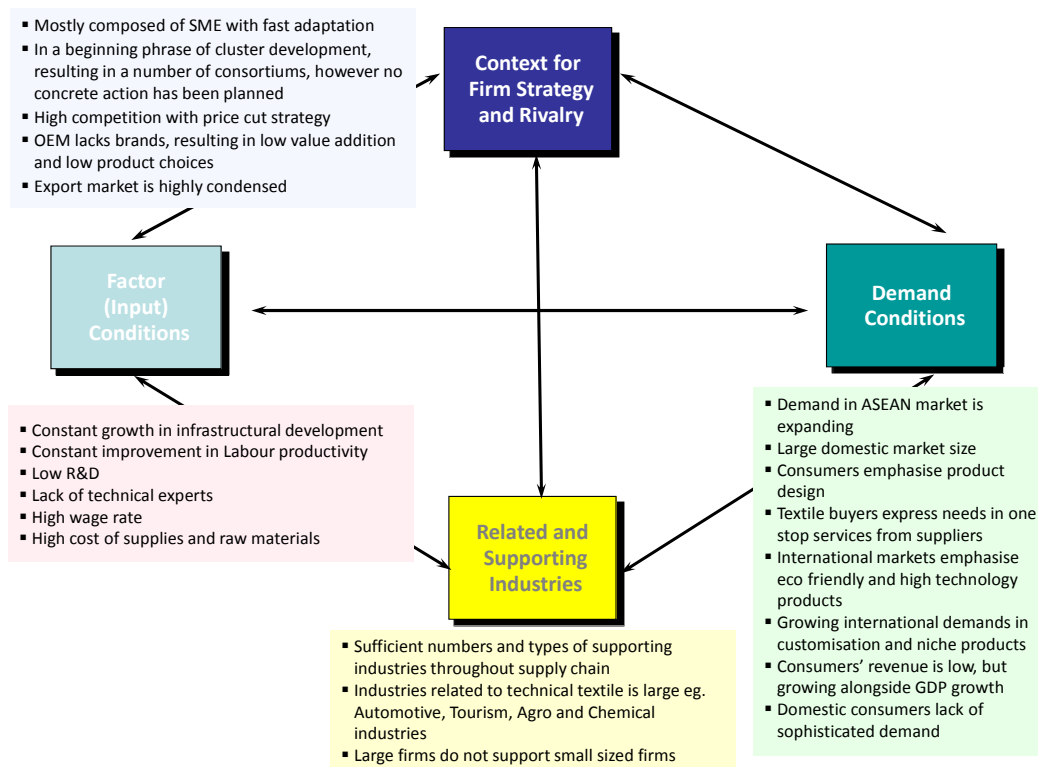 ▪ Mostly composed of SME with fast adaptation
▪ In a beginning phrase of cluster development,
resulting in a number of consortiums, however no
concrete action has been planned
▪ High competition with price cut strategy
▪ OEM lacks brands, resulting in low value addition
and low product choices
▪ Export market is highly condensed
Context for
Firm Strategy
and Rivalry
Factor
(Input)
Conditions
Demand
Conditions
▪ Constant growth in infrastructural development
▪ Constant improvement in Labour productivity
▪ Low R&D
▪ Lack of technical experts
▪ High wage rate
▪ High cost of supplies and raw materials
Related and
Supporting
Industries
▪ Demand in ASEAN market is
expanding
▪ Large domestic market size
▪ Consumers emphasise product
design
▪ Textile buyers express needs in one
stop services from suppliers
▪ International markets emphasise
eco friendly and high technology
products
▪ Growing international demands in
customisation and niche products
▪ Consumers’ revenue is low, but
growing alongside GDP growth
▪ Domestic consumers lack of
sophisticated demand
▪ Sufficient numbers and types of supporting
industries throughout supply chain
▪ Industries related to technical textile is large eg.
Automotive, Tourism, Agro and Chemical
industries
▪ Large firms do not support small sized firms